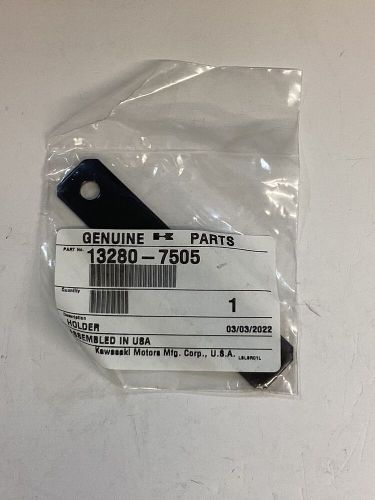 GENUINE PARTS
PART No. 13280-7505
Quantity
1
Description
HOLDER 03/03/2022
ASSEMBLED IN USA
Kawasaki Motors Mfg. Corp., U.S.A. LBLGR01L